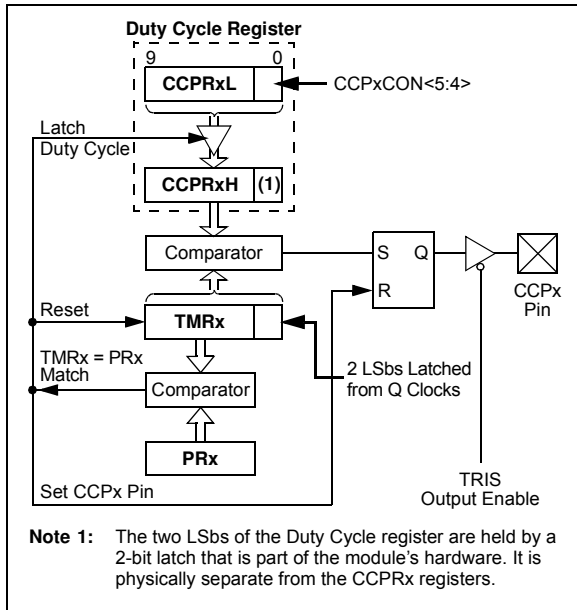 Duty Cycle Register
9 0
CCPRxL
CCPxCON<5:4>
Latch
Duty Cycle
CCPRxH (1)
Comparator
S Q
R
CCPx
Pin
Reset
TMRx
TMRx = PRx
Match
2 LSbs Latched
from Q Clocks
Comparator
PRx
Set CCPx Pin
TRIS
Output Enable
Note 1: The two LSbs of the Duty Cycle register are held by a
2-bit latch that is part of the module's hardware. It is
physically separate from the CCPRx registers.